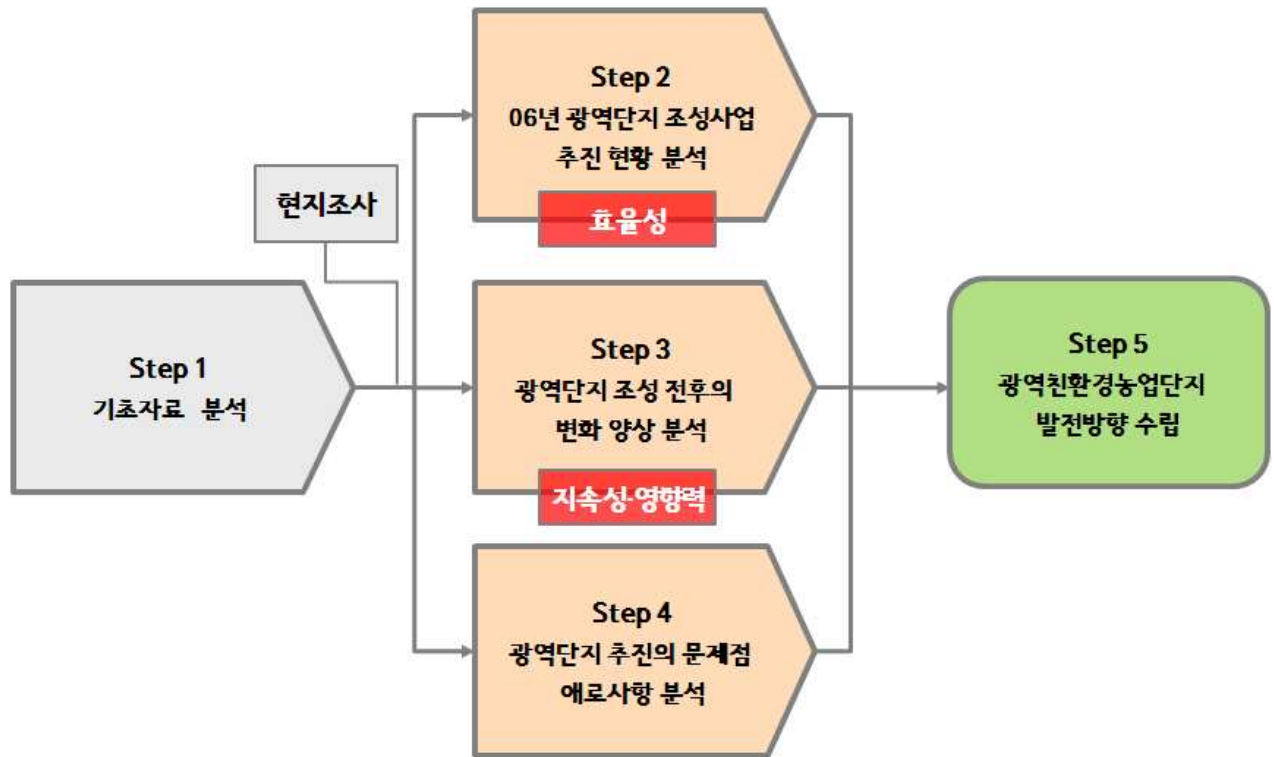 Step 1
기초자료 분석
현지조사
Step 2
06년 광역단지 조성사업
추진 현황 분석
효율성
Step 3
광역단지 조성 전후의
변화 양상 분석
지속성·영향력
Step 4
광역단지 추진의 문제점
애로사항 분석
Step 5
광역친환경농업단지
발전방향 수립